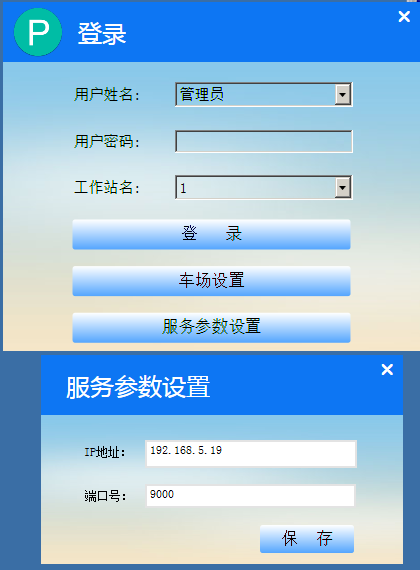 P 登录
用户姓名: 管理员
用户密码:
工作站名: 1
登 录
车场设置
服务参数设置
服务参数设置
IP地址: 192.168.5.19
端口号: 9000
保 存